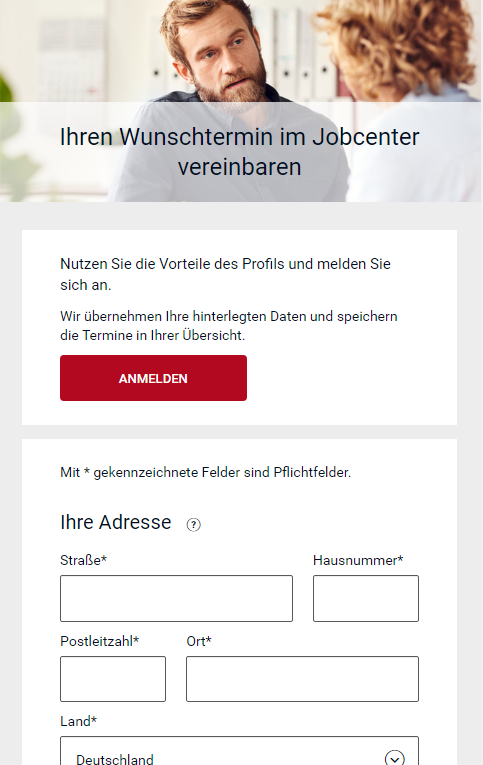 Ihren Wunschtermin im Jobcenter
vereinbaren
Nutzen Sie die Vorteile des Profils und melden Sie
sich an.
Wir übernehmen Ihre hinterlegten Daten und speichern
die Termine in Ihrer Übersicht.
ANMELDEN
Mit * gekennzeichnete Felder sind Pflichtfelder.
Ihre Adresse ?
Straße* Hausnummer*
Postleitzahl* Ort*
Land*
Deutschland